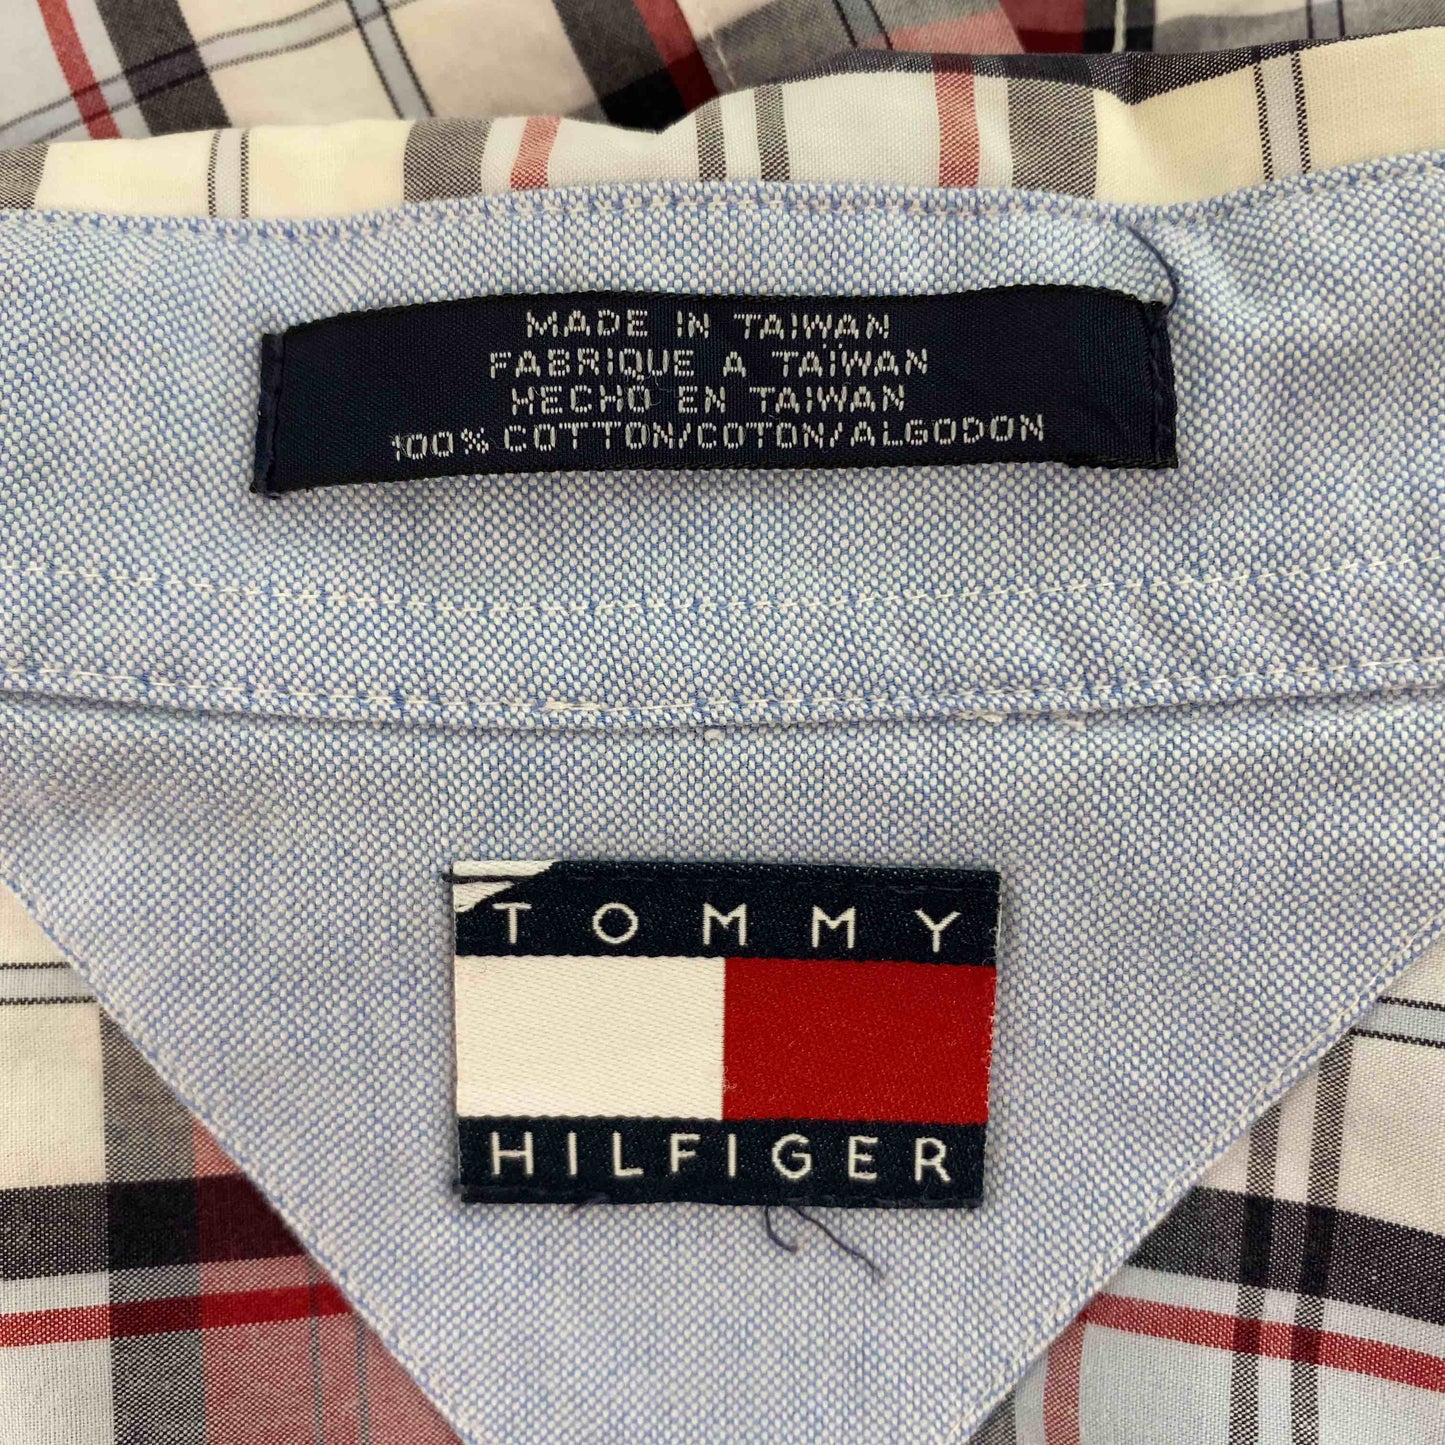 MADE IN TAIWAN
FABRIQUE A TAIWAN
HECHO EN TAIWAN
100% COTTON/COTON/ALGODON
TOMMY
HILFIGER